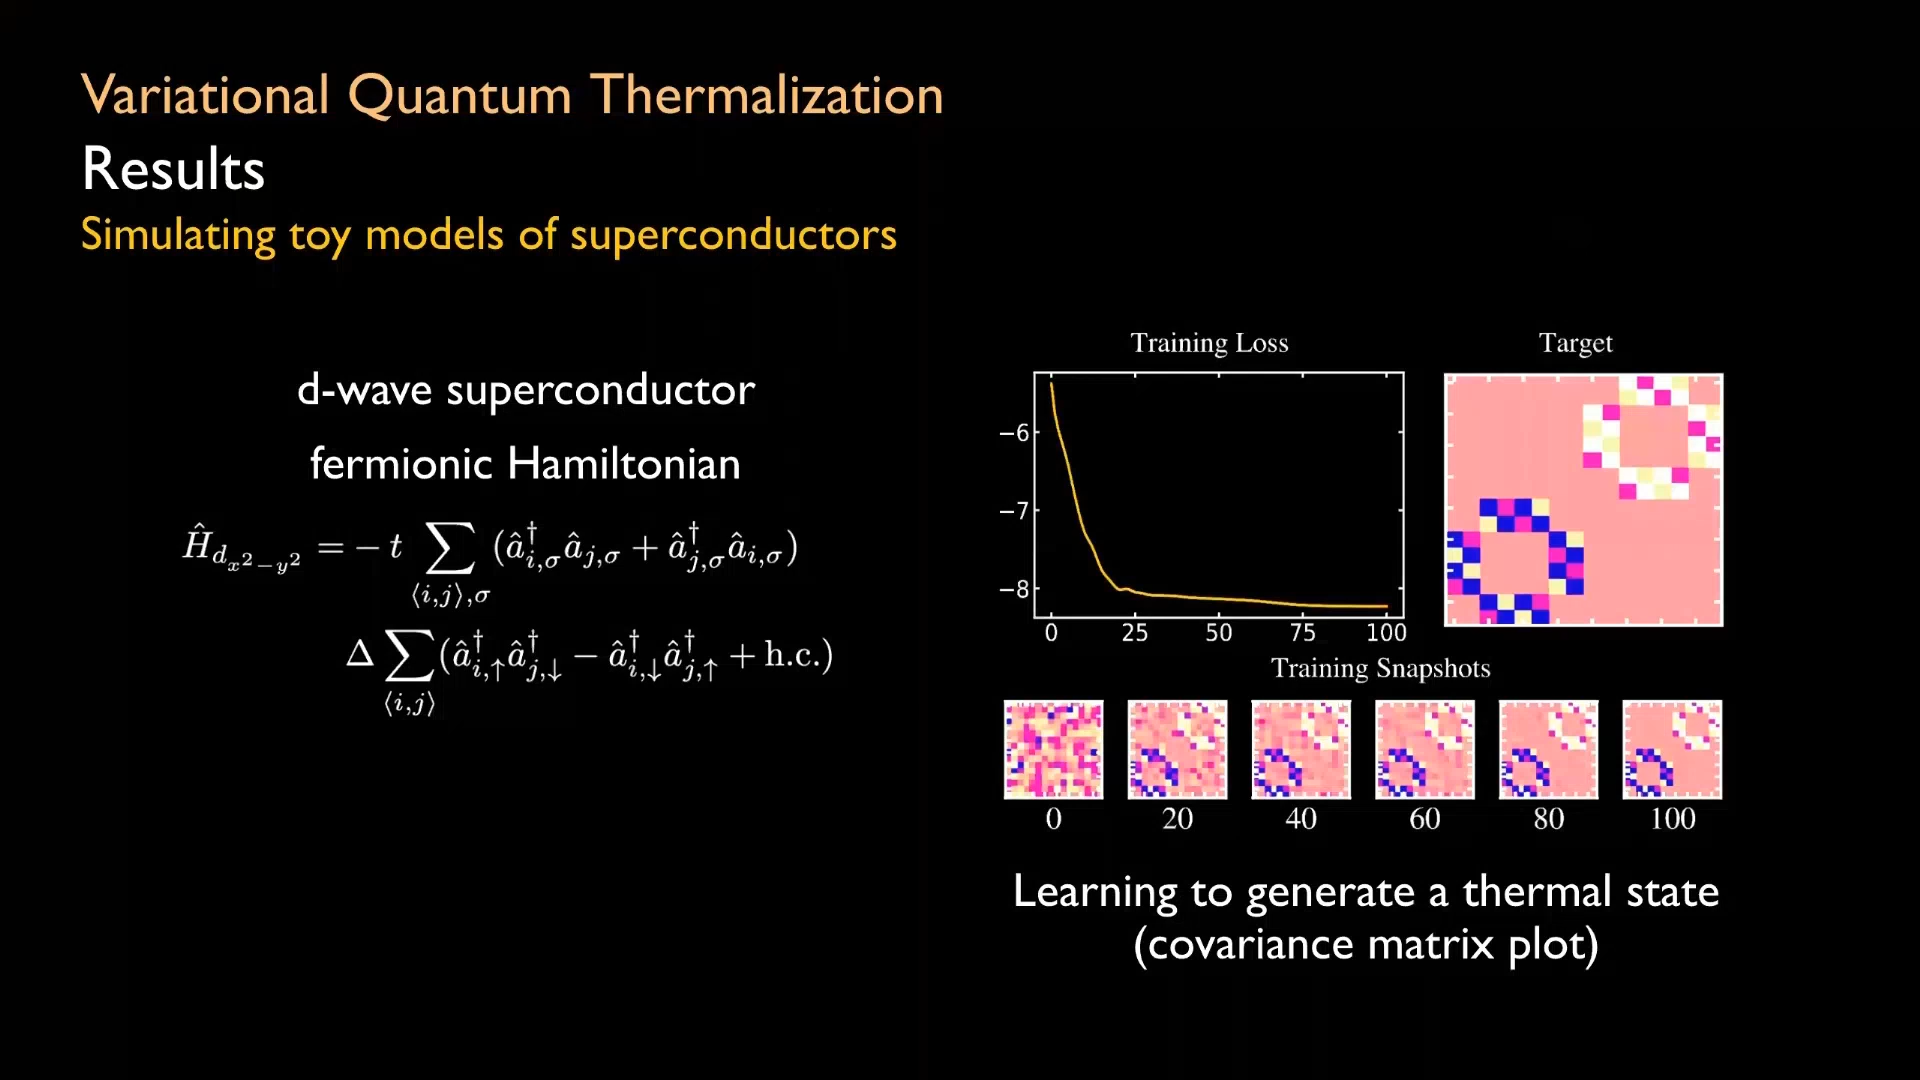 Variational Quantum Thermalization
Results
Simulating toy models of superconductors
d-wave superconductor
fermionic Hamiltonian
Ĥ_{d_{x²−y²}} = − t ∑_{⟨i,j⟩,σ} (â†_{i,σ}â_{j,σ} + â†_{j,σ}â_{i,σ})
Δ ∑_{⟨i,j⟩} (â†_{i,↑}â†_{j,↓} − â†_{i,↓}â†_{j,↑} + h.c.)
Training Loss
−6
−7
−8
0 25 50 75 100
Target
Training Snapshots
0 20 40 60 80 100
Learning to generate a thermal state
(covariance matrix plot)